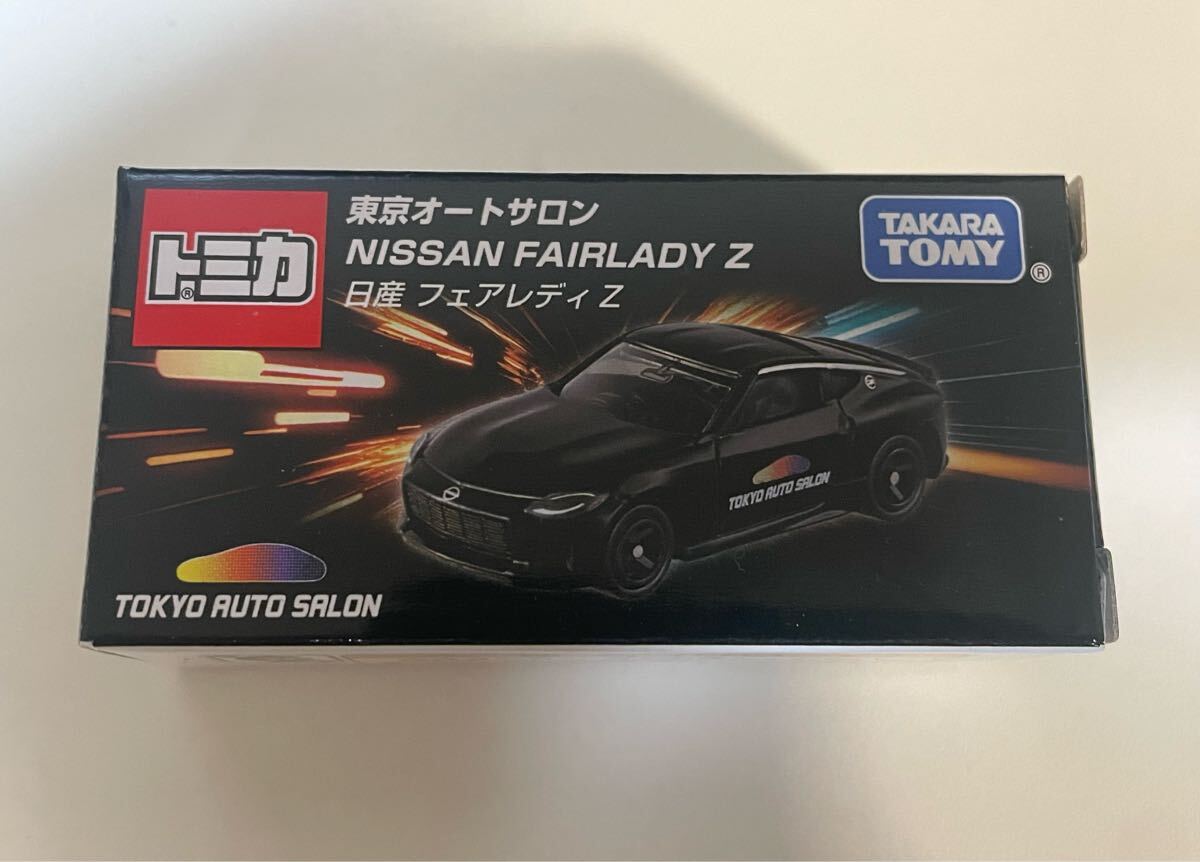 トミカ
®
東京オートサロン
NISSAN FAIRLADY Z
日産 フェアレディ Z
TAKARA
TOMY
®
TOKYO AUTO SALON
TOKYO AUTO SALON